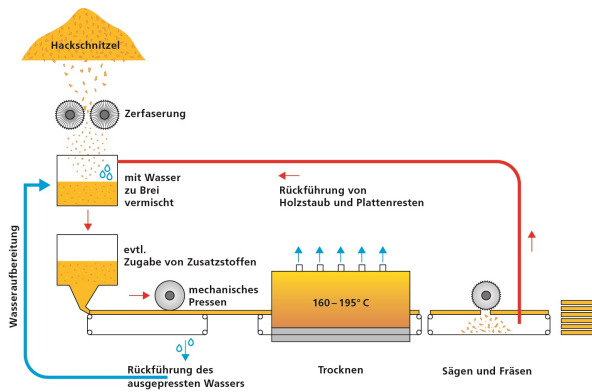 Hackschnitzel
Zerfaserung
mit Wasser
zu Brei
vermischt
Rückführung von
Holzstaub und Plattenresten
evtl.
Zugabe von Zusatzstoffen
Wasseraufbereitung
mechanisches
Pressen
160–195° C
Rückführung des
ausgepressten Wassers
Trocknen
Sägen und Fräsen